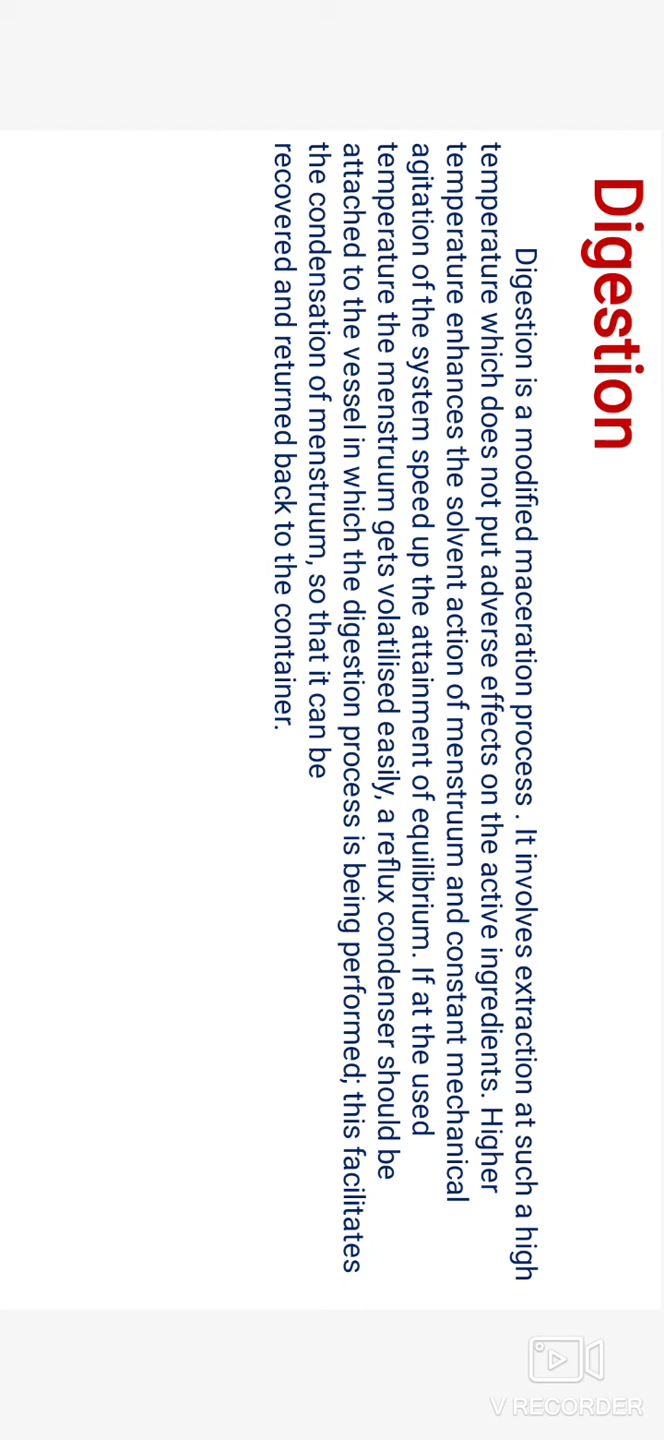 Digestion
Digestion is a modified maceration process . It involves extraction at such a high
temperature which does not put adverse effects on the active ingredients. Higher
temperature enhances the solvent action of menstruum and constant mechanical
agitation of the system speed up the attainment of equilibrium. If at the used
temperature the menstruum gets volatilised easily, a reflux condenser should be
attached to the vessel in which the digestion process is being performed; this facilitates
the condensation of menstruum, so that it can be
recovered and returned back to the container.
V RECORDER